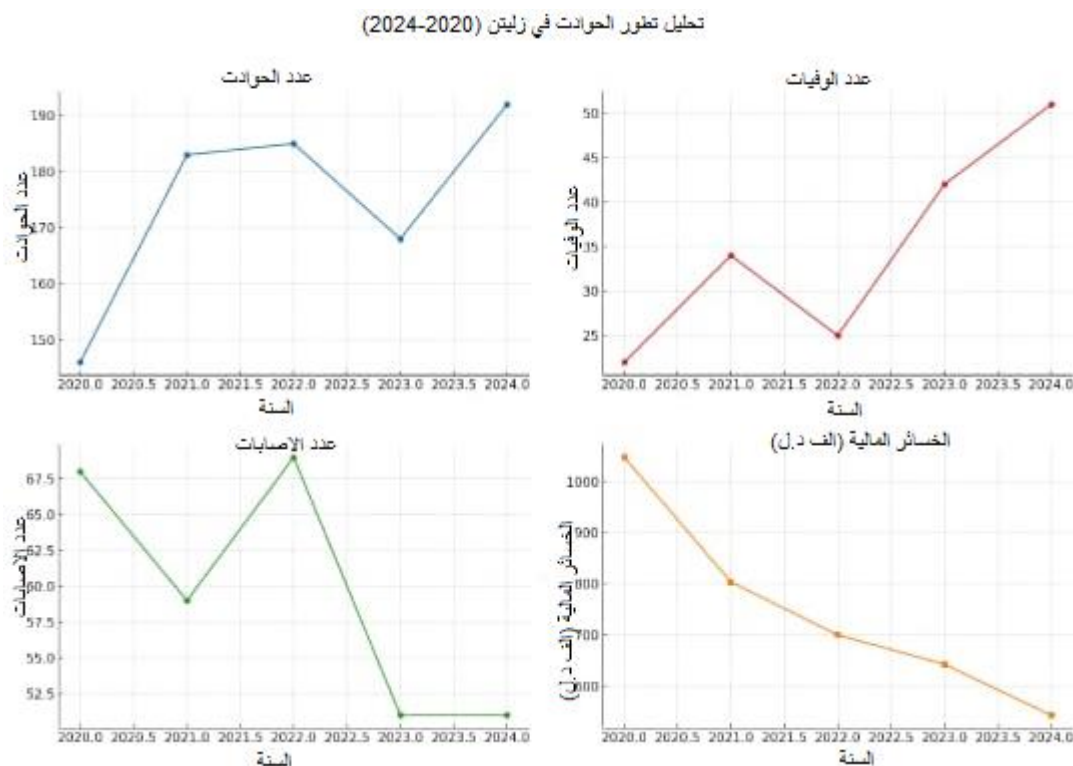 تحليل تطور الحوادث في زليتن (2020-2024)
عدد الحوادث
عدد الحوادث
190
180
170
160
150
2020.0 2020.5 2021.0 2021.5 2022.0 2022.5 2023.0 2023.5 2024.0
السنة
عدد الوفيات
عدد الوفيات
50
45
40
35
30
25
2020.0 2020.5 2021.0 2021.5 2022.0 2022.5 2023.0 2023.5 2024.0
السنة
عدد الاصابات
عدد الاصابات
67.5
65.0
62.5
60.0
57.5
55.0
52.5
2020.0 2020.5 2021.0 2021.5 2022.0 2022.5 2023.0 2023.5 2024.0
السنة
الخسائر المالية (الف د.ل)
الخسائر المالية (الف د.ل)
1000
900
800
700
600
2020.0 2020.5 2021.0 2021.5 2022.0 2022.5 2023.0 2023.5 2024.0
السنة